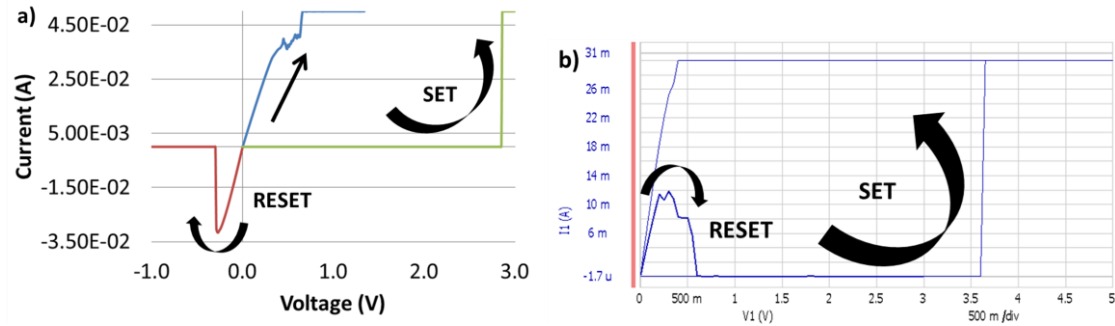 a)
4.50E-02
2.50E-02
5.00E-03
-1.50E-02
-3.50E-02
Current (A)
SET
RESET
-1.0 0.0 1.0 2.0 3.0
Voltage (V)
b)
31 m
26 m
22 m
18 m
14 m
10 m
6 m
-1.7 u
I1 (A)
SET
RESET
0 500 m 1 1.5 2 2.5 3 3.5 4 4.5 5
V1 (V) 500 m/div